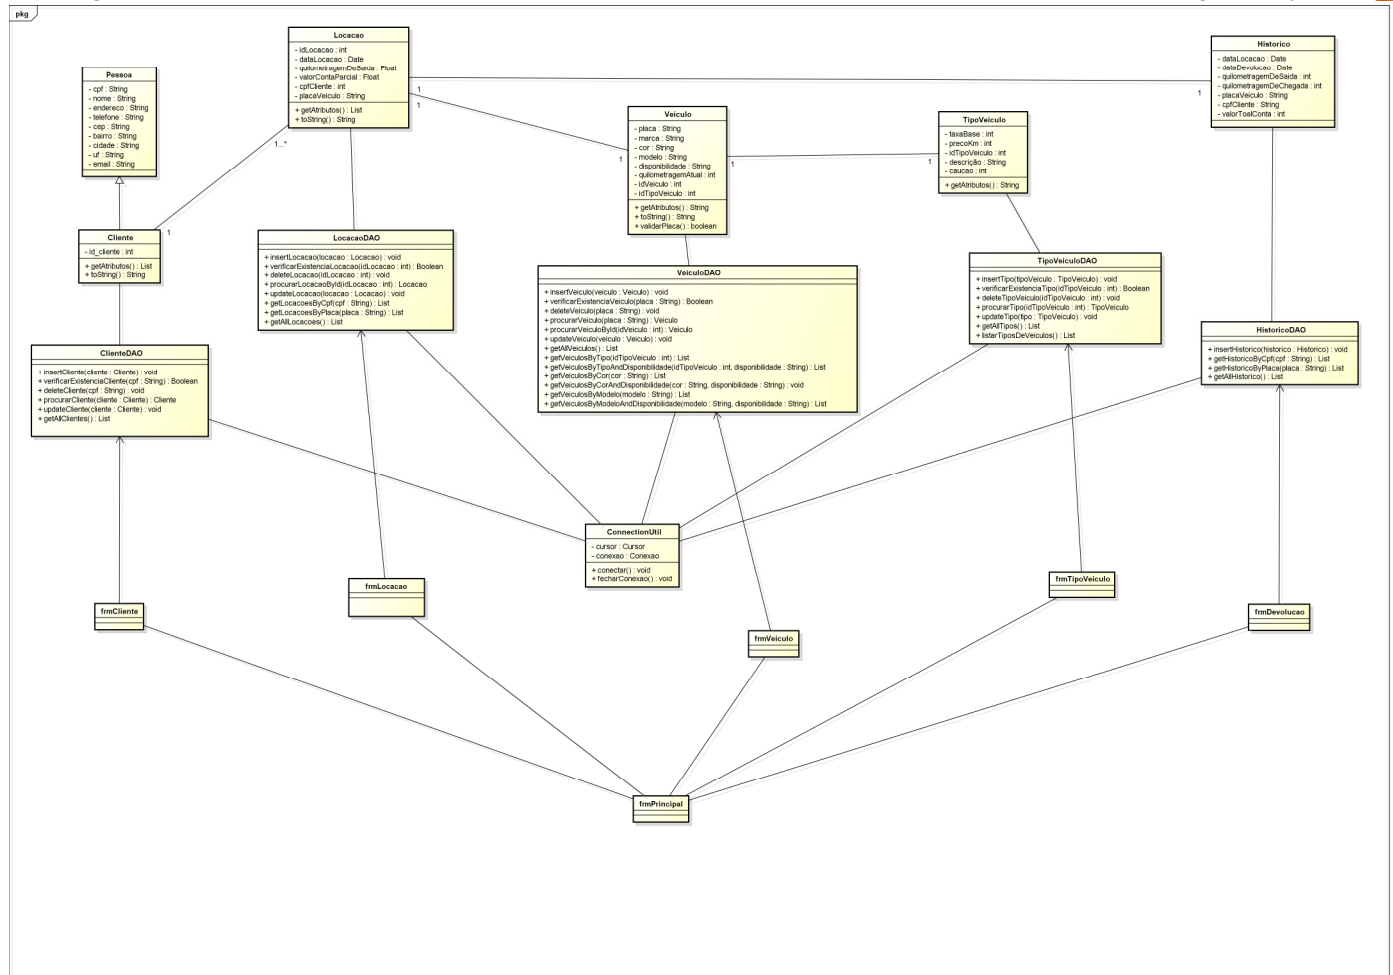 pkg
Locacao
- idLocacao : int
- dataLocacao : Date
- quilometragemDeSaida : Float
- valorContaParcial : Float
- cpfCliente : int
- placaVeiculo : String
+ getAtributos() : List
+ toString() : String
Historico
- dataLocacao : Date
- dataDevolucao : Date
- quilometragemDeSaida : int
- quilometragemDeChegada : int
- placaVeiculo : String
- cpfCliente : String
- valorToalConta : int
Pessoa
- cpf : String
- nome : String
- endereco : String
- telefone : String
- cep : String
- bairro : String
- cidade : String
- uf : String
- email : String
Veiculo
- placa : String
- marca : String
- cor : String
- modelo : String
- disponibilidade : String
- quilometragemAtual : int
- idVeiculo : int
- idTipoVeiculo : int
+ getAtributos() : String
+ toString() : String
+ validarPlaca() : boolean
TipoVeiculo
- taxaBase : int
- precoKm : int
- idTipoVeiculo : int
- descrição : String
- caucao : int
+ getAtributos() : String
1
1
1
1...*
1
1
1
1
Cliente
- id_cliente : int
+ getAtributos() : List
+ toString() : String
LocacaoDAO
+ insertLocacao(locacao : Locacao) : void
+ verificarExistenciaLocacao(idLocacao : int) : Boolean
+ deleteLocacao(idLocacao : int) : void
+ procurarLocacaoById(idLocacao : int) : Locacao
+ updateLocacao(locacao : Locacao) : void
+ getLocacoesByCpf(cpf : String) : List
+ getLocacoesByPlaca(placa : String) : List
+ getAllLocacoes() : List
VeiculoDAO
+ insertVeiculo(veiculo : Veiculo) : void
+ verificarExistenciaVeiculo(placa : String) : Boolean
+ deleteVeiculo(placa : String) : void
+ procurarVeiculo(placa : String) : Veiculo
+ procurarVeiculoById(idVeiculo : int) : Veiculo
+ updateVeiculo(veiculo : Veiculo) : void
+ getAllVeiculos() : List
+ getVeiculosByTipo(idTipoVeiculo : int) : List
+ getVeiculosByTipoAndDisponibilidade(idTipoVeiculo : int, disponibilidade : String) : List
+ getVeiculosByCor(cor : String) : List
+ getVeiculosByCorAndDisponibilidade(cor : String, disponibilidade : String) : void
+ getVeiculosByModelo(modelo : String) : List
+ getVeiculosByModeloAndDisponibilidade(modelo : String, disponibilidade : String) : List
TipoVeiculoDAO
+ insertTipo(tipoVeiculo : TipoVeiculo) : void
+ verificarExistenciaTipo(idTipoVeiculo : int) : Boolean
+ deleteTipoVeiculo(idTipoVeiculo : int) : void
+ procurarTipo(idTipoVeiculo : int) : TipoVeiculo
+ updateTipo(tipo : TipoVeiculo) : void
+ getAllTipos() : List
+ listarTiposDeVeiculos() : List
HistoricoDAO
+ insertHistorico(historico : Historico) : void
+ getHistoricoByCpf(cpf : String) : List
+ getHistoricoByPlaca(placa : String) : List
+ getAllHistorico() : List
ClienteDAO
+ insertCliente(cliente : Cliente) : void
+ verificarExistenciaCliente(cpf : String) : Boolean
+ deleteCliente(cpf : String) : void
+ procurarCliente(cliente : Cliente) : Cliente
+ updateCliente(cliente : Cliente) : void
+ getAllClientes() : List
ConnectionUtil
- cursor : Cursor
- conexao : Conexao
+ conectar() : void
+ fecharConexao() : void
frmCliente
frmLocacao
frmVeiculo
frmTipoVeiculo
frmDevolucao
frmPrincipal